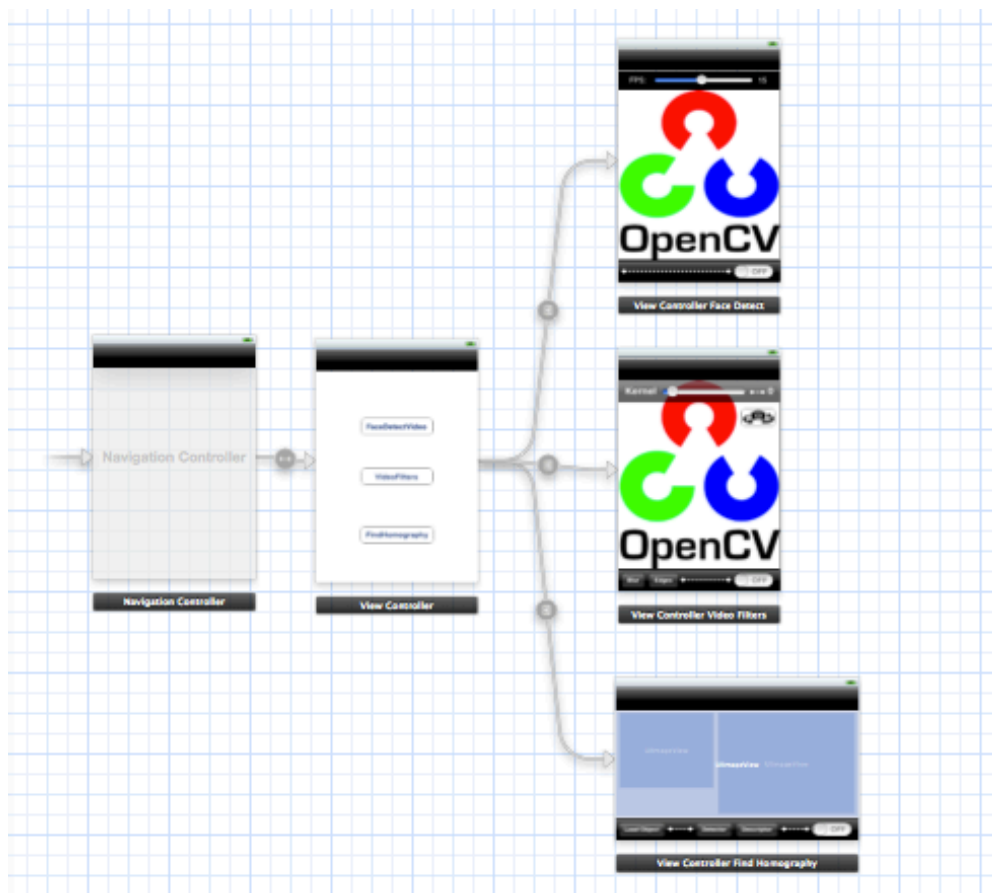 FPS:
15
OpenCV
OFF
View Controller Face Detect
Navigation Controller
Navigation Controller
FaceDetectVideo
VideoFilters
FindHomography
View Controller
Kernel
0
OpenCV
Blur
Edges
OFF
View Controller Video Filters
UIImageView
UIImageView
UIImageView
Load Object
Detector
Descriptor
OFF
View Controller Find Homography